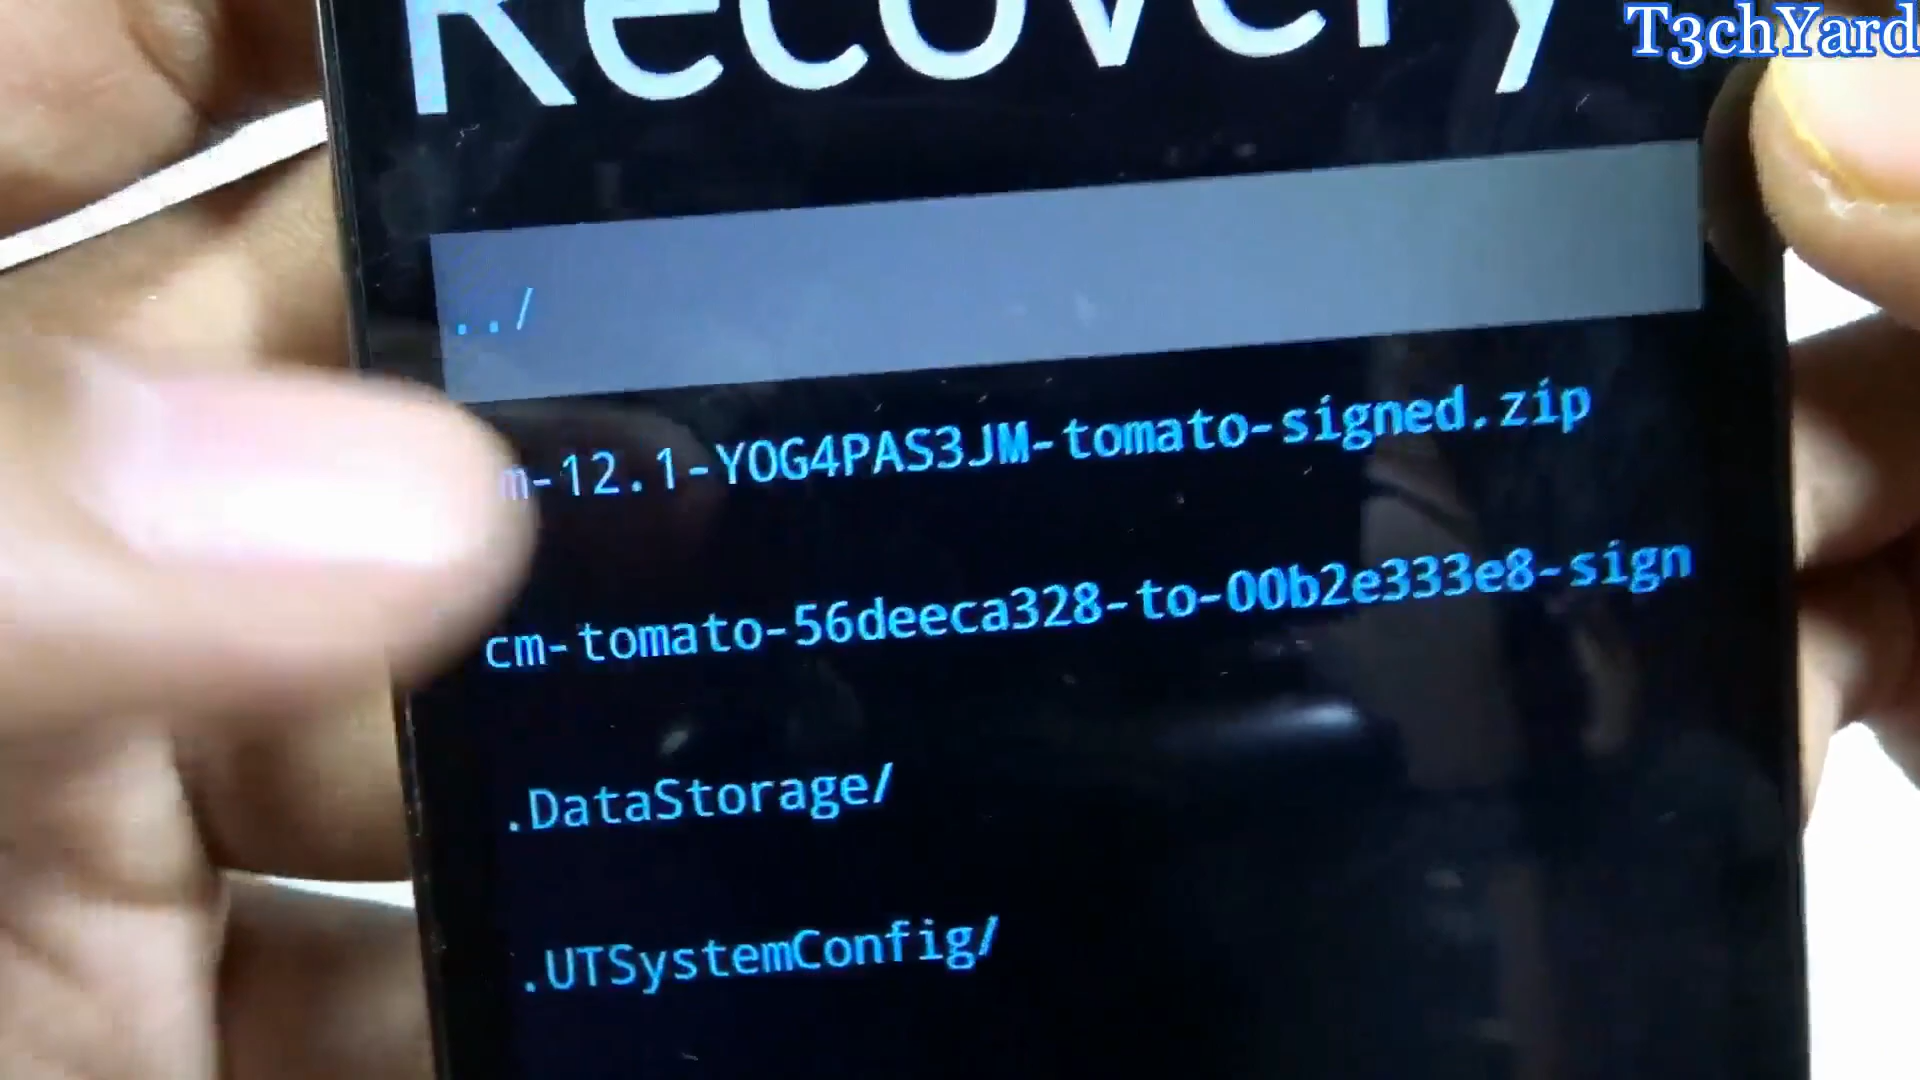 Recovery
T3chYard
../
m-12.1-YOG4PAS3JM-tomato-signed.zip
cm-tomato-56deeca328-to-00b2e333e8-sign
.DataStorage/
.UTSystemConfig/